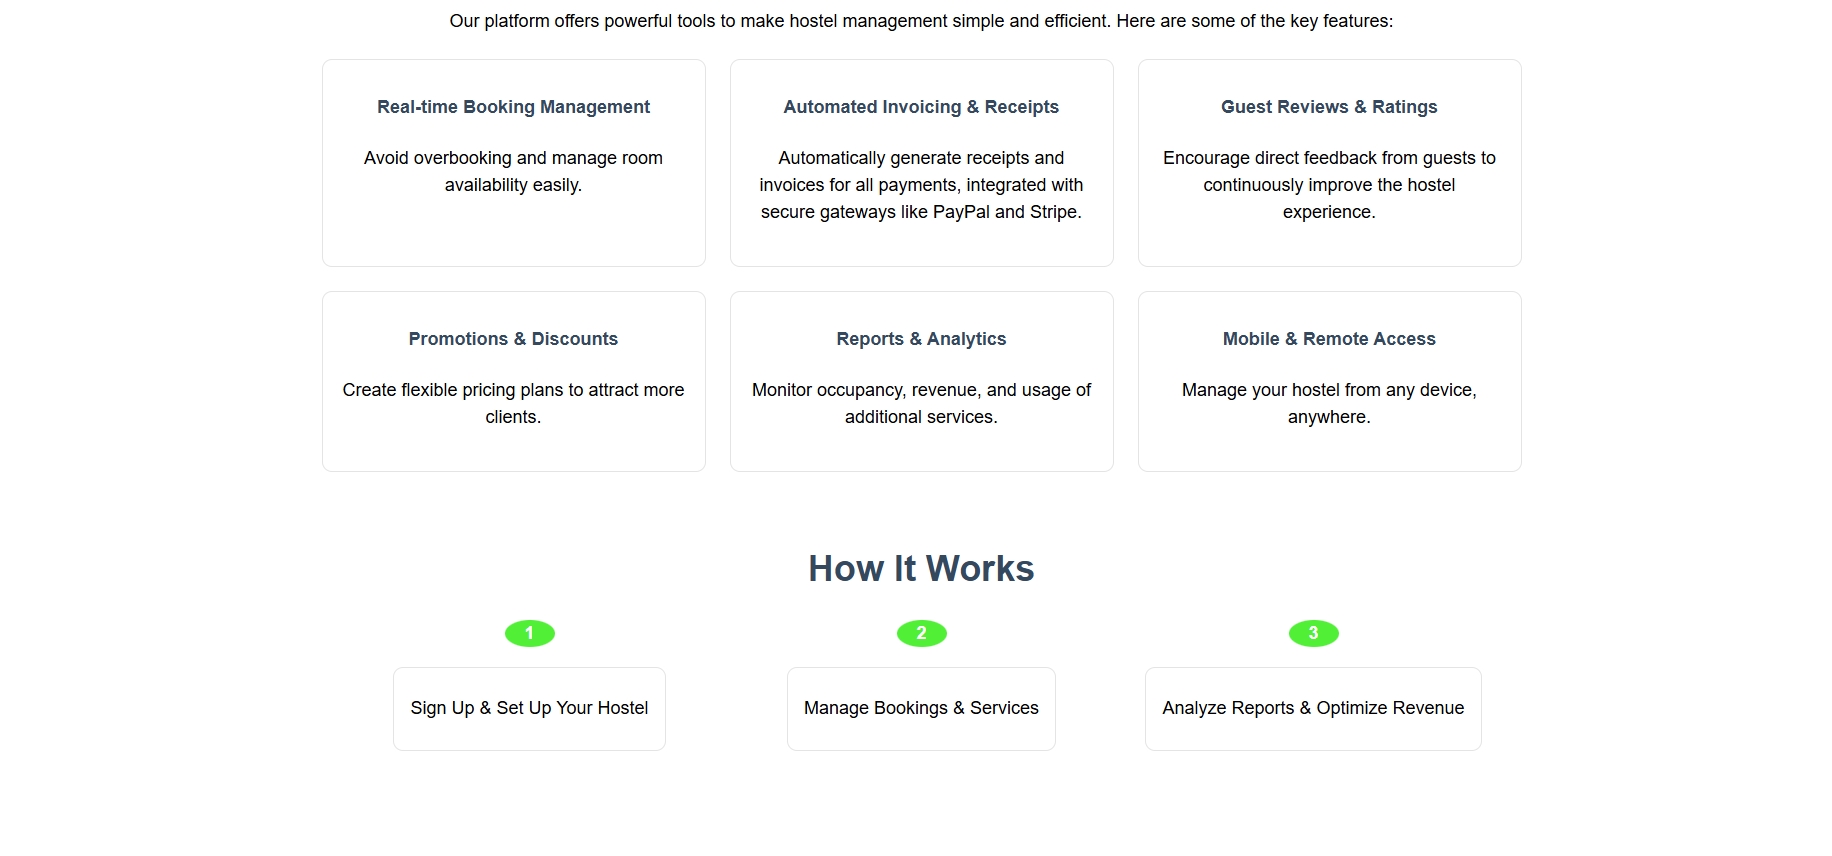 Our platform offers powerful tools to make hostel management simple and efficient. Here are some of the key features:
Real-time Booking Management
Avoid overbooking and manage room
availability easily.
Automated Invoicing & Receipts
Automatically generate receipts and
invoices for all payments, integrated with
secure gateways like PayPal and Stripe.
Guest Reviews & Ratings
Encourage direct feedback from guests to
continuously improve the hostel
experience.
Promotions & Discounts
Create flexible pricing plans to attract more
clients.
Reports & Analytics
Monitor occupancy, revenue, and usage of
additional services.
Mobile & Remote Access
Manage your hostel from any device,
anywhere.
How It Works
1
Sign Up & Set Up Your Hostel
2
Manage Bookings & Services
3
Analyze Reports & Optimize Revenue